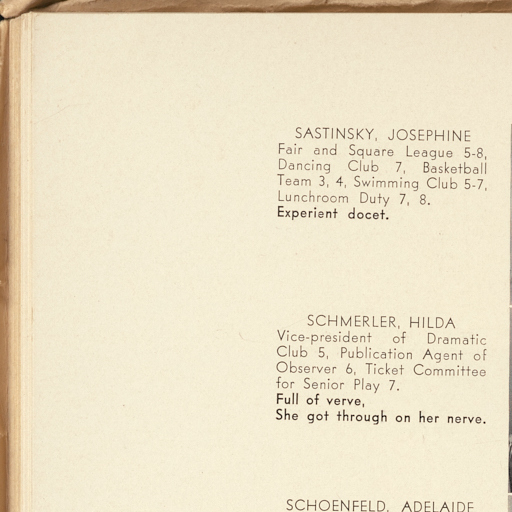 SASTINSKY, JOSEPHINE
Fair and Square League 5-8,
Dancing Club 7, Basketball
Team 3, 4, Swimming Club 5-7,
Lunchroom Duty 7, 8.
Experient docet.
SCHMERLER, HILDA
Vice-president of Dramatic
Club 5, Publication Agent of
Observer 6, Ticket Committee
for Senior Play 7.
Full of verve,
She got through on her nerve.
SCHOENFELD, ADELAIDE